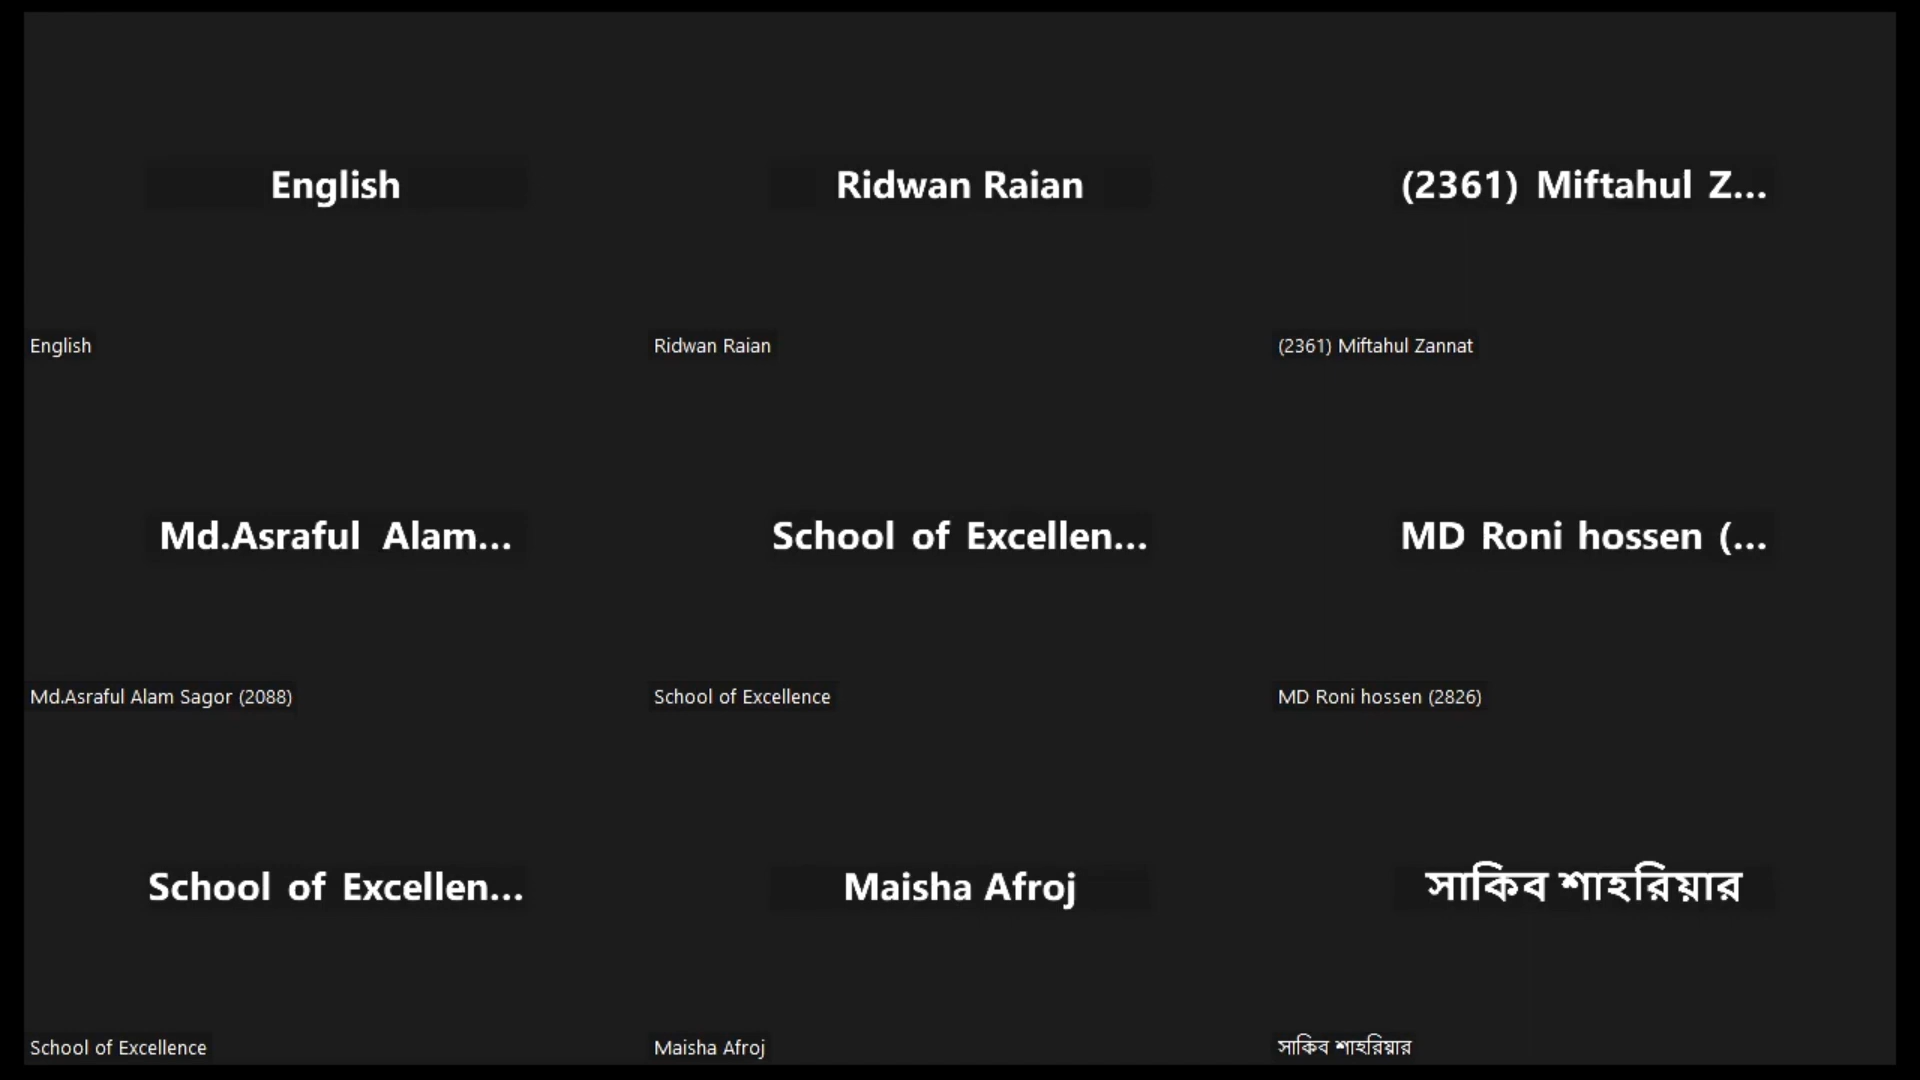 English
Ridwan Raian
(2361) Miftahul Z...
English
Ridwan Raian
(2361) Miftahul Zannat
Md.Asraful Alam...
School of Excellen...
MD Roni hossen (...
Md.Asraful Alam Sagor (2088)
School of Excellence
MD Roni hossen (2826)
School of Excellen...
Maisha Afroj
সাকিব শাহরিয়ার
School of Excellence
Maisha Afroj
সাকিব শাহরিয়ার